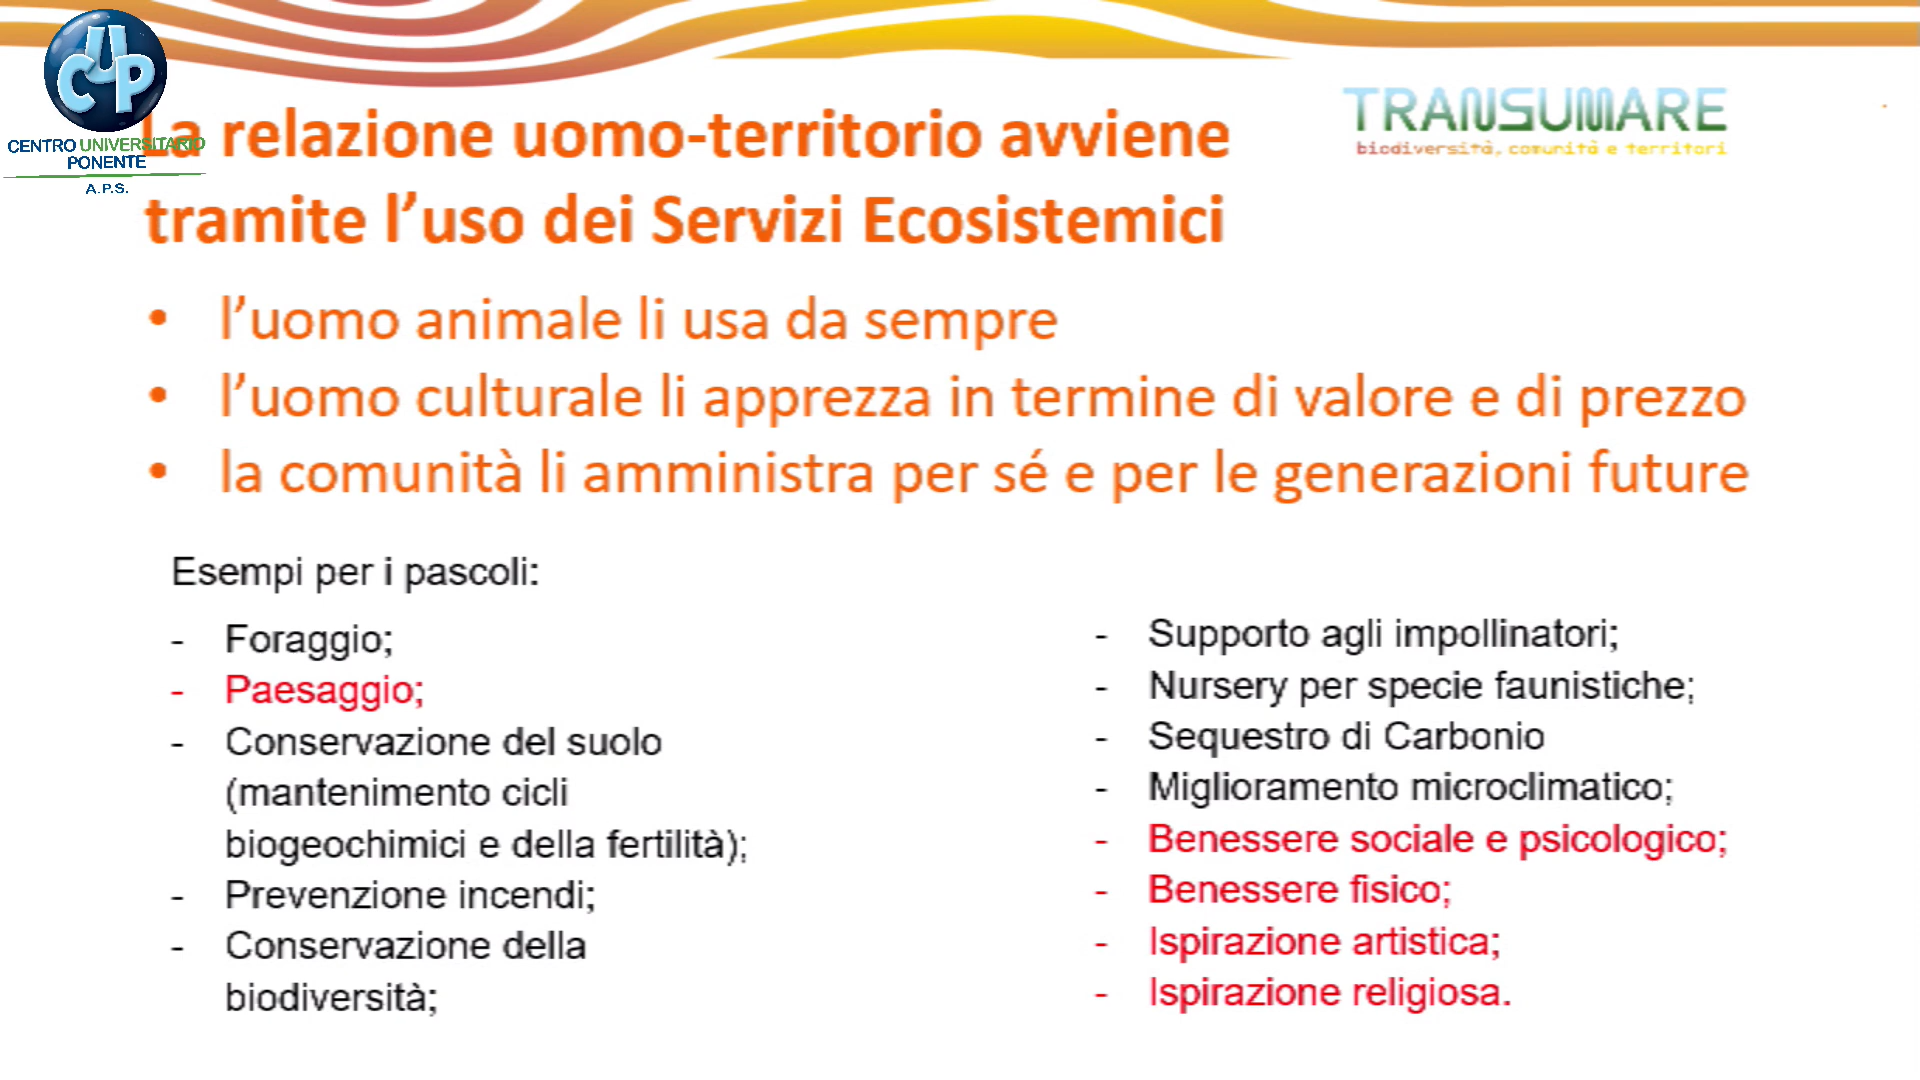 CUP
CENTRO UNIVERSITARIO
PONENTE
A.P.S.
TRANSUMARE
biodiversità, comunità e territori
La relazione uomo-territorio avviene
tramite l’uso dei Servizi Ecosistemici
• l’uomo animale li usa da sempre
• l’uomo culturale li apprezza in termine di valore e di prezzo
• la comunità li amministra per sé e per le generazioni future
Esempi per i pascoli:
- Foraggio;
- Paesaggio;
- Conservazione del suolo
(mantenimento cicli
biogeochimici e della fertilità);
- Prevenzione incendi;
- Conservazione della
biodiversità;
- Supporto agli impollinatori;
- Nursery per specie faunistiche;
- Sequestro di Carbonio
- Miglioramento microclimatico;
- Benessere sociale e psicologico;
- Benessere fisico;
- Ispirazione artistica;
- Ispirazione religiosa.